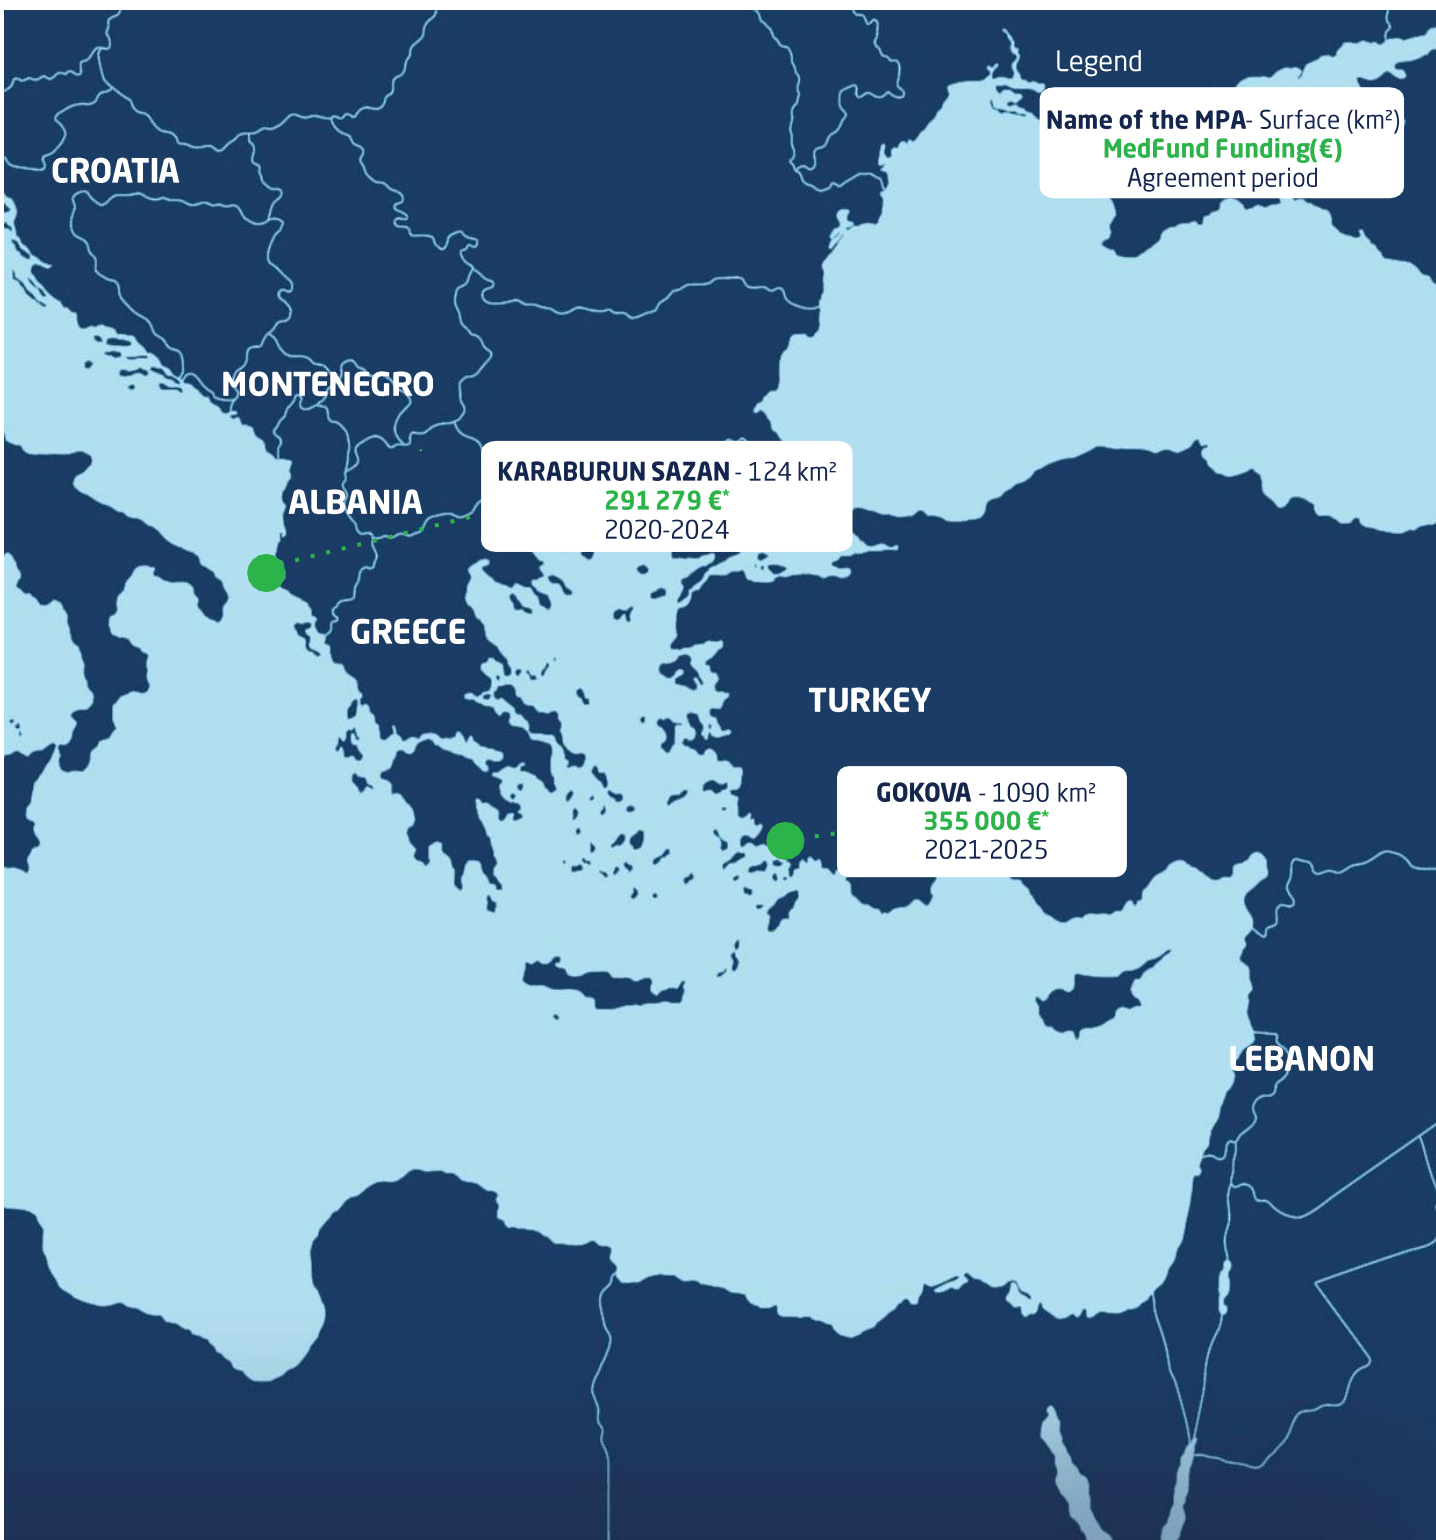 Legend
Name of the MPA- Surface (km²)
MedFund Funding(€)
Agreement period
CROATIA
MONTENEGRO
KARABURUN SAZAN - 124 km²
291 279 €*
2020-2024
ALBANIA
GREECE
TURKEY
GOKOVA - 1090 km²
355 000 €*
2021-2025
LEBANON